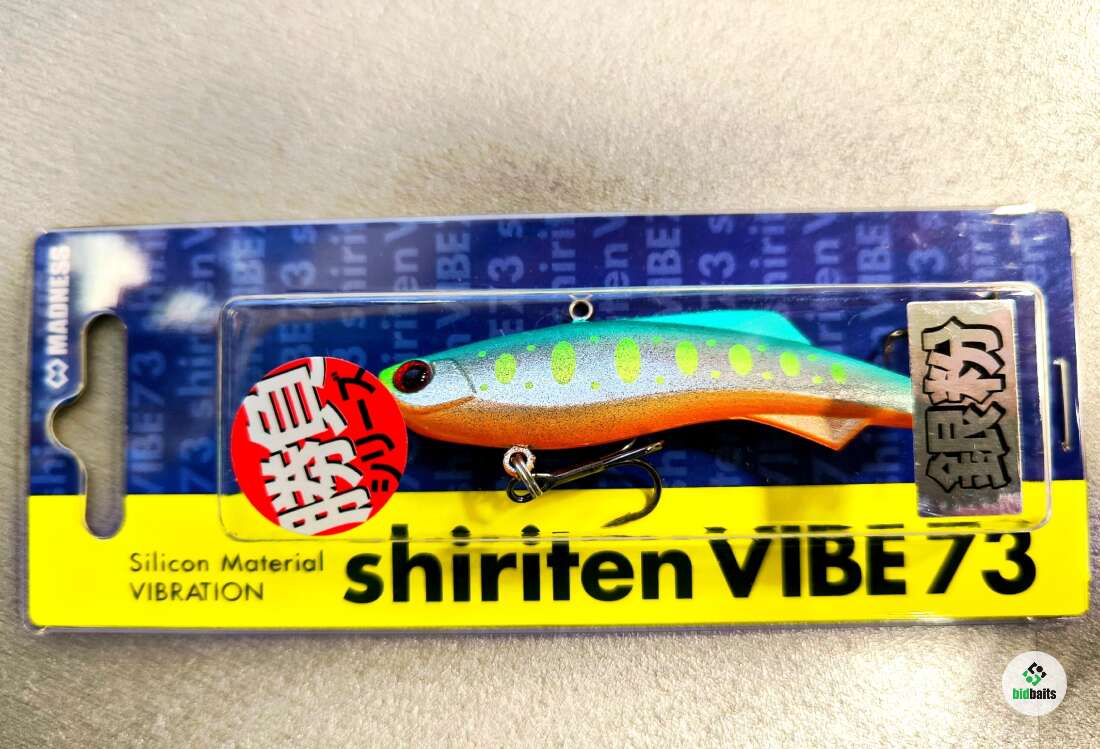 MADNESS
勝負
シリーズ
銀粉
Silicon Material
VIBRATION
shiriten VIBE 73
bidbaits